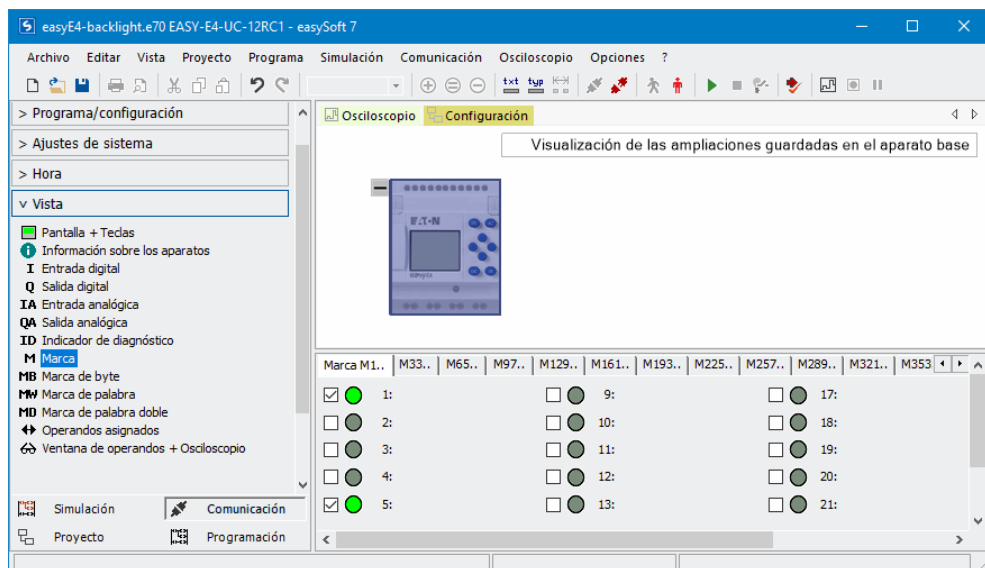 easyE4-backlight.e70 EASY-E4-UC-12RC1 - easySoft 7
Archivo Editar Vista Proyecto Programa Simulación Comunicación Osciloscopio Opciones ?
txt typ
> Programa/configuración
> Ajustes de sistema
> Hora
v Vista
Pantalla + Teclas
Información sobre los aparatos
I Entrada digital
Q Salida digital
IA Entrada analógica
QA Salida analógica
ID Indicador de diagnóstico
M Marca
MB Marca de byte
MW Marca de palabra
MD Marca de palabra doble
Operandos asignados
Ventana de operandos + Osciloscopio
Simulación Comunicación
Proyecto Programación
Osciloscopio Configuración
Visualización de las ampliaciones guardadas en el aparato base
E·T·N
Marca M1.. M33.. M65.. M97.. M129.. M161.. M193.. M225.. M257.. M289.. M321.. M353
1: 9: 17:
2: 10: 18:
3: 11: 19:
4: 12: 20:
5: 13: 21: